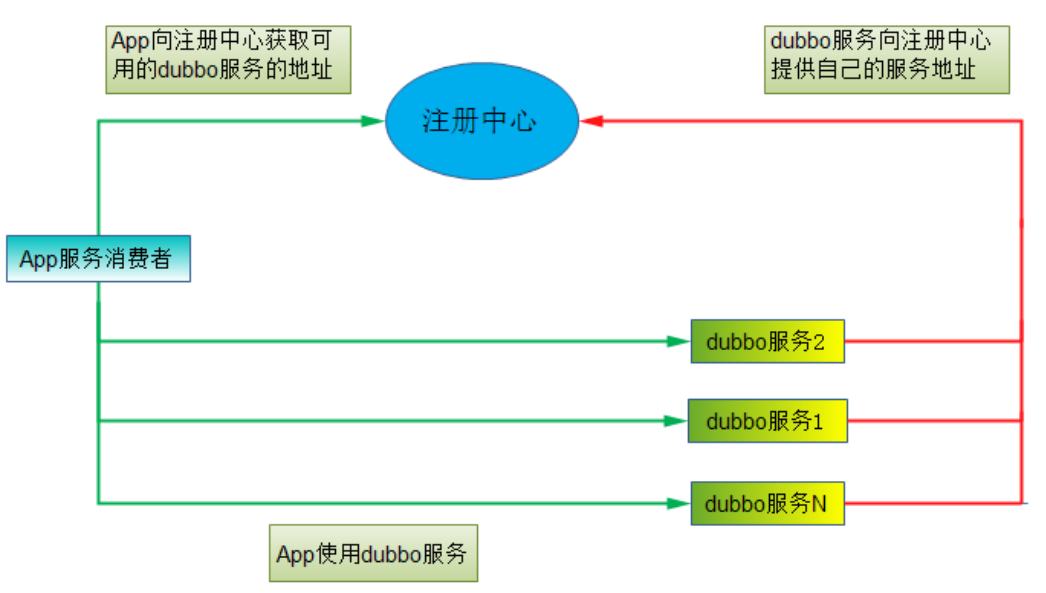 App向注册中心获取可
用的dubbo服务的地址
dubbo服务向注册中心
提供自己的服务地址
注册中心
App服务消费者
dubbo服务2
dubbo服务1
dubbo服务N
App使用dubbo服务